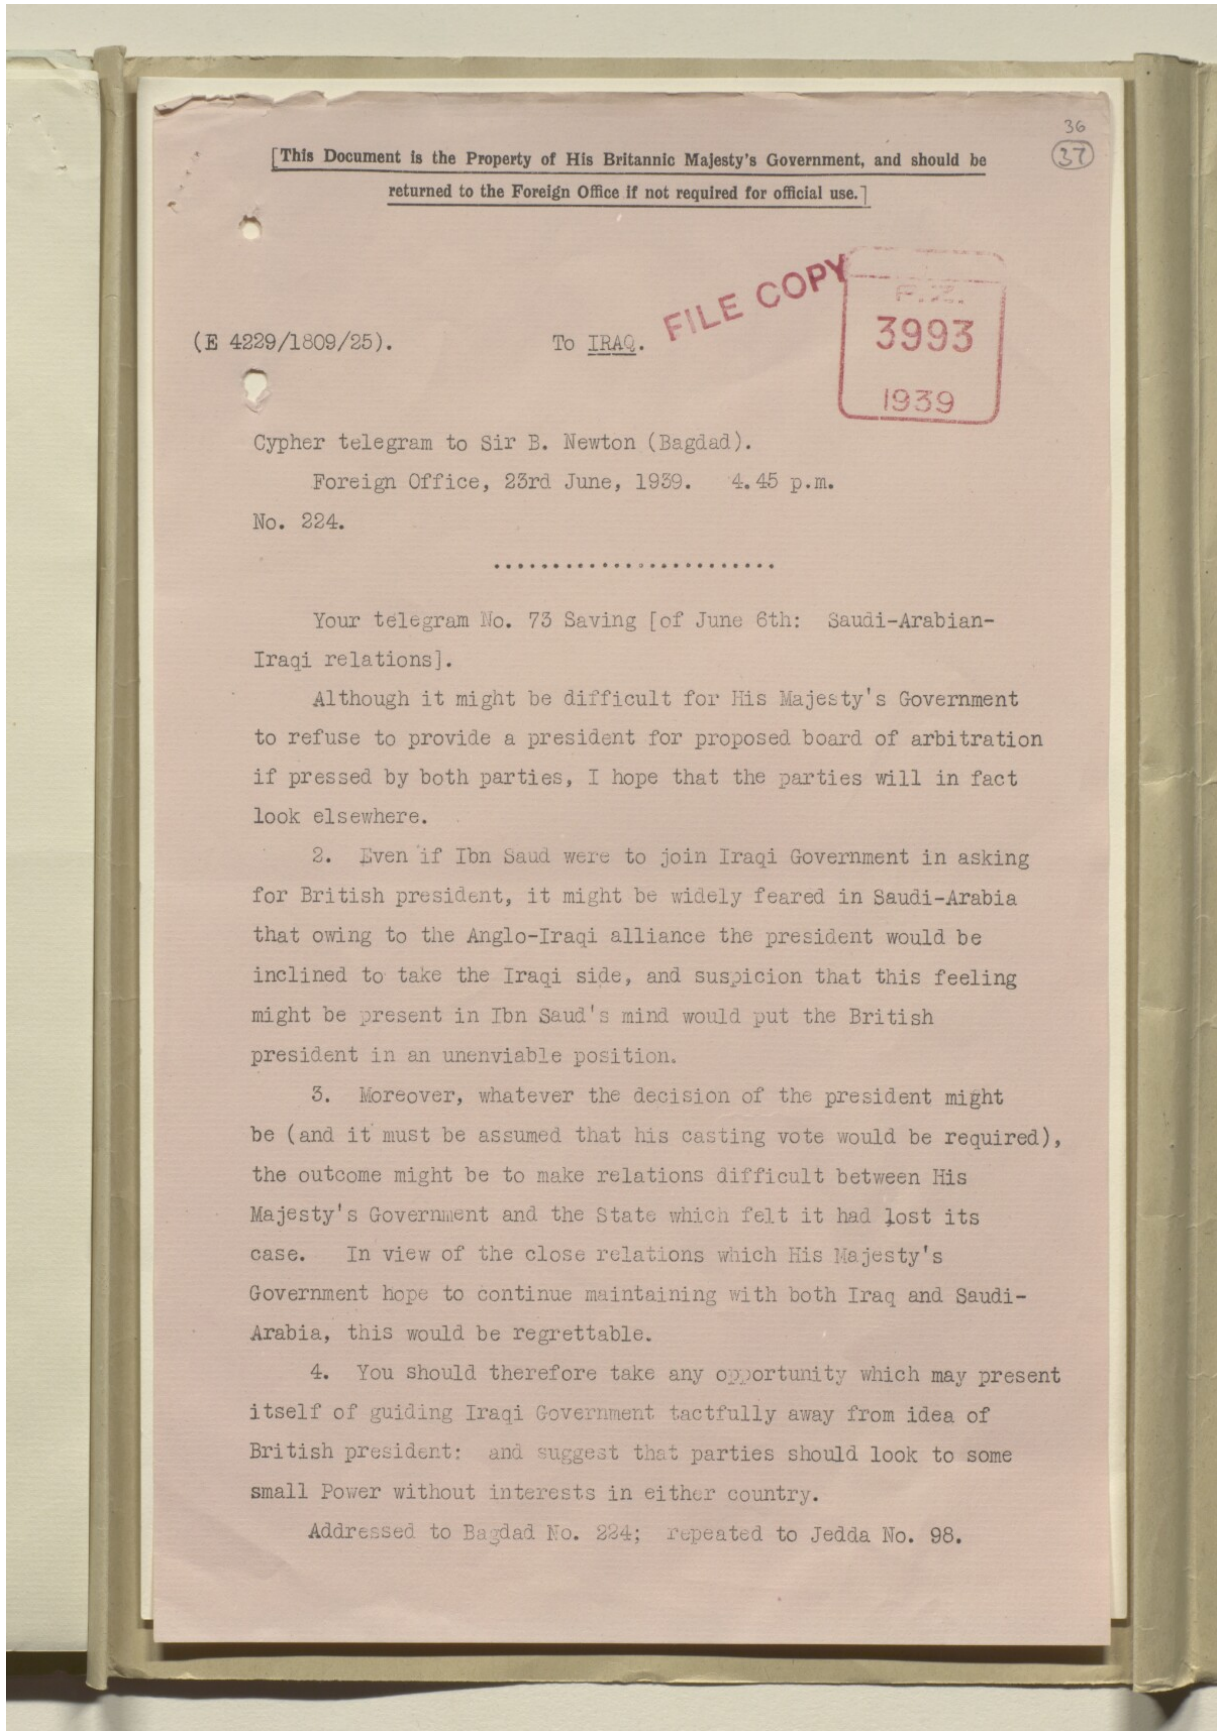 36
37
[This Document is the Property of His Britannic Majesty's Government, and should be
returned to the Foreign Office if not required for official use.]
FILE COPY
P.Z.
3993
1939
(E 4229/1809/25).
To IRAQ.
Cypher telegram to Sir B. Newton (Bagdad).
Foreign Office, 23rd June, 1939. 4.45 p.m.
No. 224.
........................
Your telegram No. 73 Saving [of June 6th: Saudi-Arabian-
Iraqi relations].
Although it might be difficult for His Majesty's Government
to refuse to provide a president for proposed board of arbitration
if pressed by both parties, I hope that the parties will in fact
look elsewhere.
2. Even if Ibn Saud were to join Iraqi Government in asking
for British president, it might be widely feared in Saudi-Arabia
that owing to the Anglo-Iraqi alliance the president would be
inclined to take the Iraqi side, and suspicion that this feeling
might be present in Ibn Saud's mind would put the British
president in an unenviable position.
3. Moreover, whatever the decision of the president might
be (and it must be assumed that his casting vote would be required),
the outcome might be to make relations difficult between His
Majesty's Government and the State which felt it had lost its
case. In view of the close relations which His Majesty's
Government hope to continue maintaining with both Iraq and Saudi-
Arabia, this would be regrettable.
4. You should therefore take any opportunity which may present
itself of guiding Iraqi Government tactfully away from idea of
British president: and suggest that parties should look to some
small Power without interests in either country.
Addressed to Bagdad No. 224; repeated to Jedda No. 98.